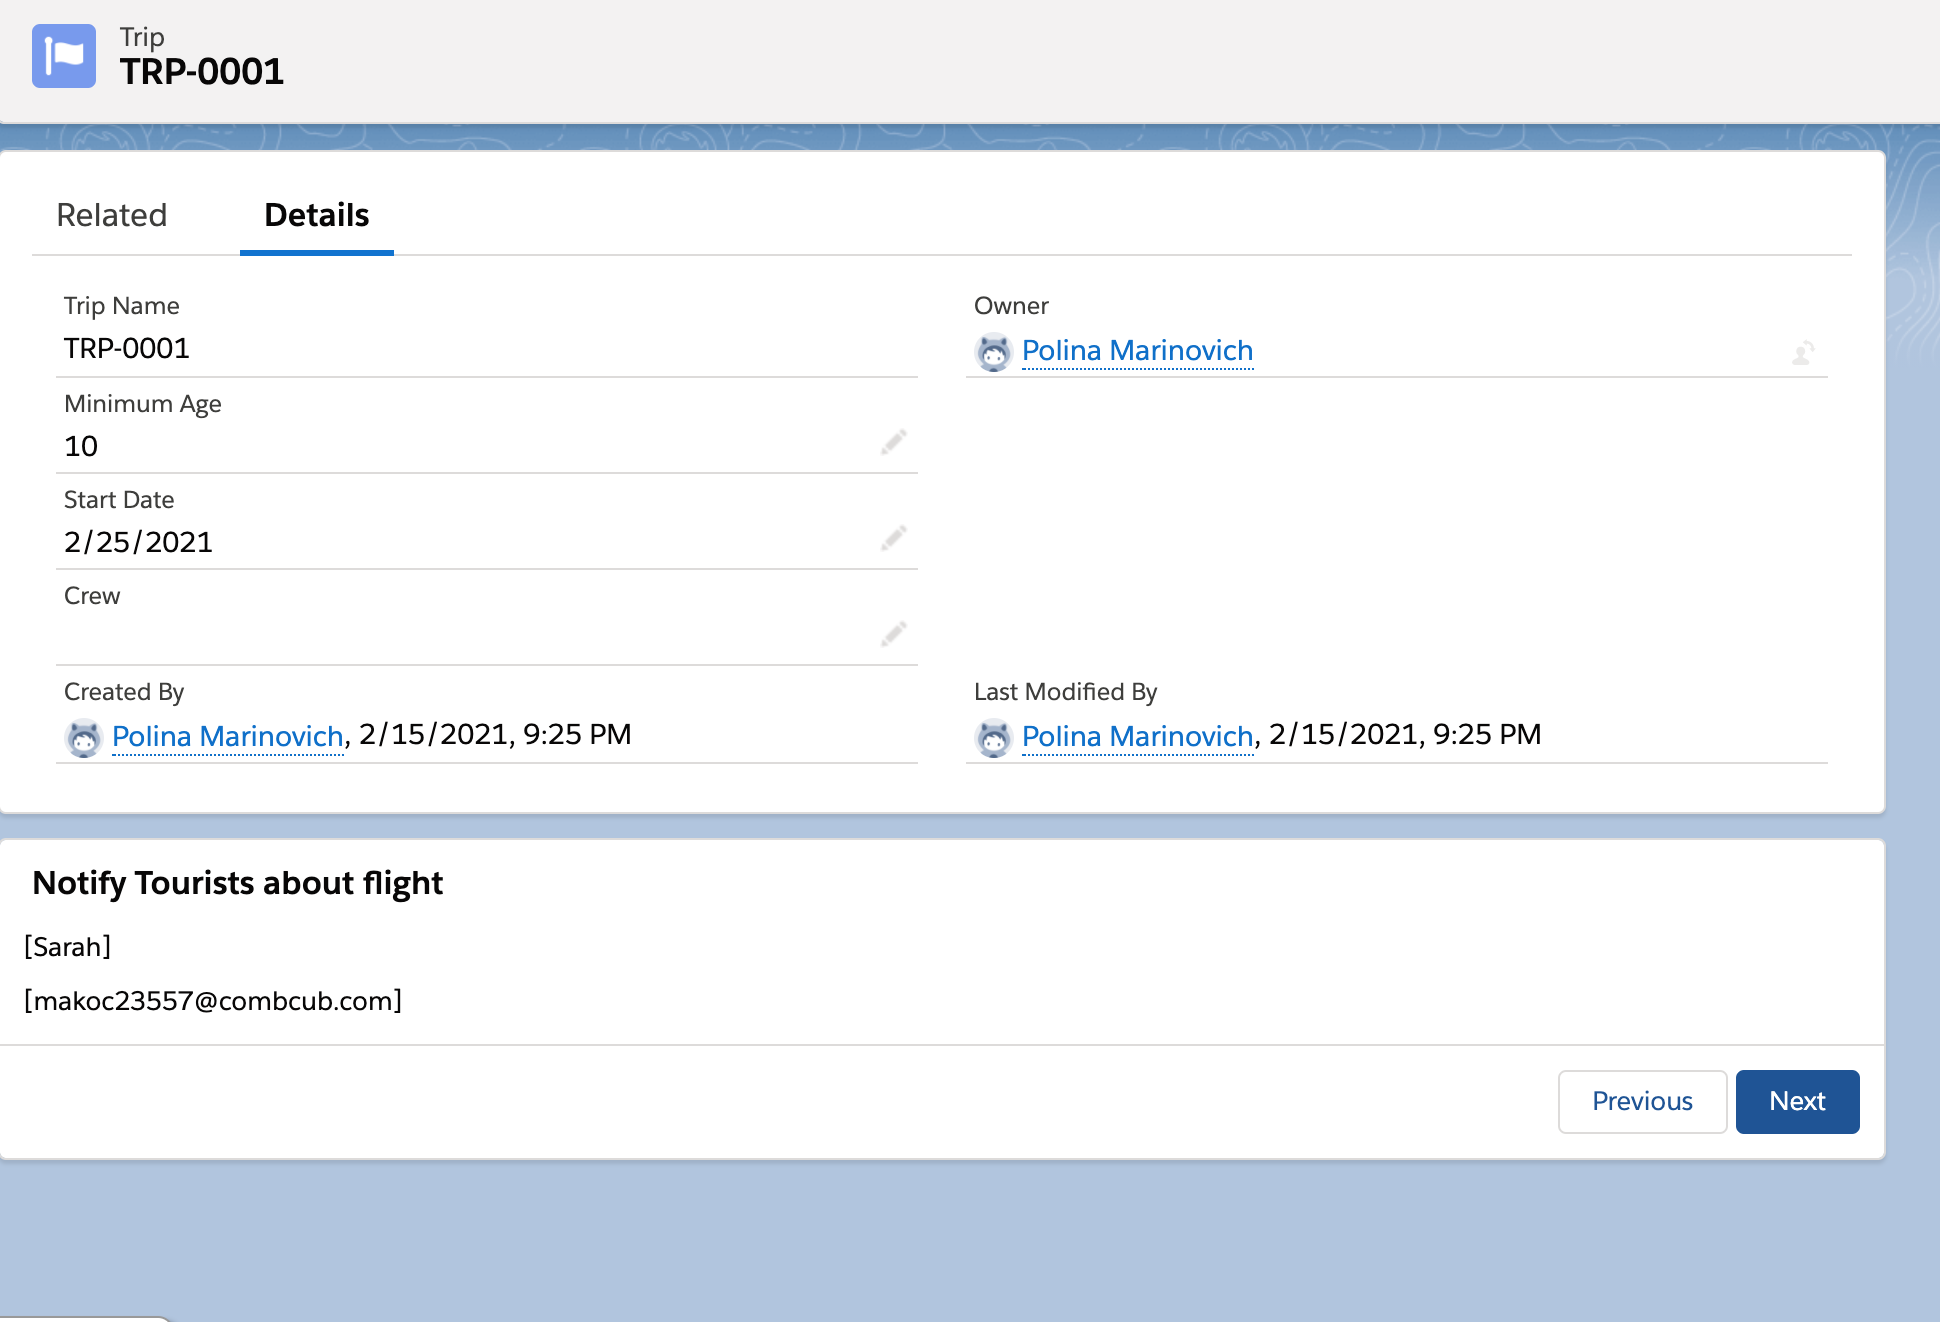 Trip
TRP-0001
Related
Details
Trip Name
TRP-0001
Owner
Polina Marinovich
Minimum Age
10
Start Date
2/25/2021
Crew
Created By
Polina Marinovich, 2/15/2021, 9:25 PM
Last Modified By
Polina Marinovich, 2/15/2021, 9:25 PM
Notify Tourists about flight
[Sarah]
[makoc23557@combcub.com]
Previous
Next